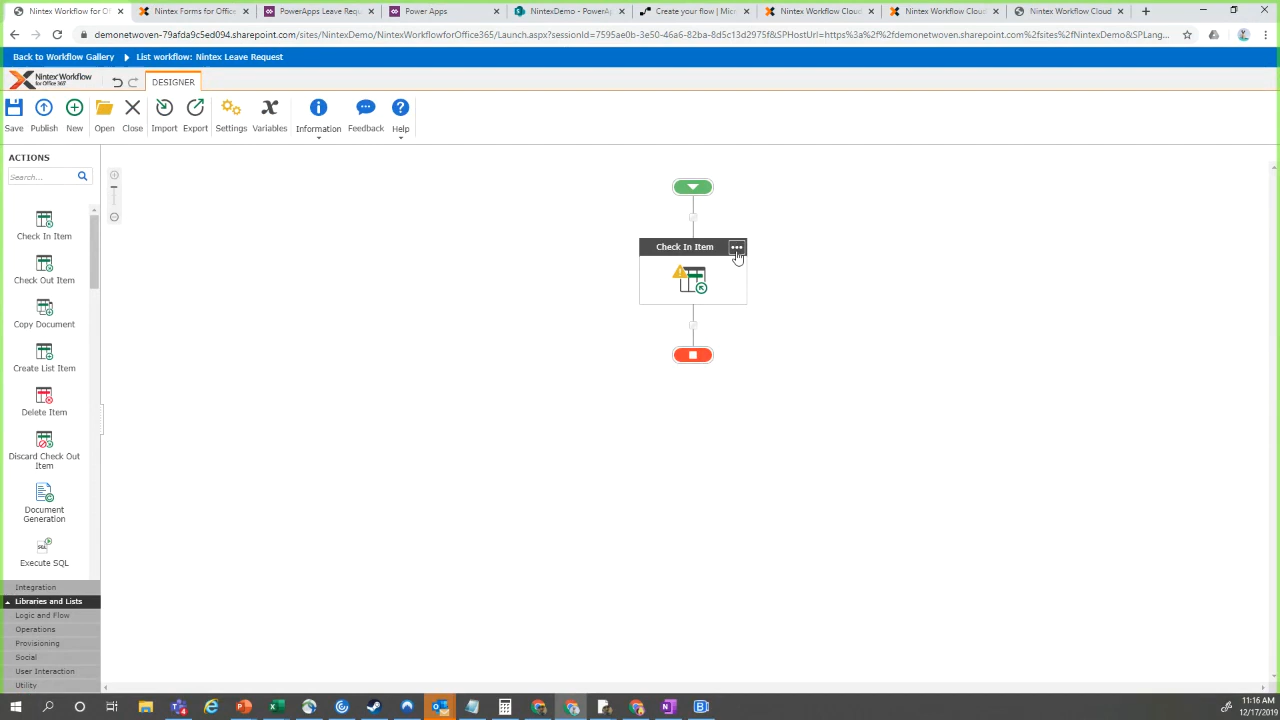 Nintex Workflow for O
Nintex Forms for Office
PowerApps Leave Requ
Power Apps
NintexDemo - PowerAp
Create your flow | Micr
Nintex Workflow Cloud
Nintex Workflow Cloud
Nintex Workflow Cloud
demonetwoven-79afda9c5ed094.sharepoint.com/sites/NintexDemo/NintexWorkflowforOffice365/Launch.aspx?sessionId=7595ae0b-3e50-46a6-82b1-8d5c1d2975f6&SPHostUrl=https%3a%2f%2fdemonetwoven-79afda9c5ed094.sharepoint.com%2fsites%2fNintexDemo&SPLang...
Back to Workflow Gallery List workflow: Nintex Leave Request
Nintex Workflow
for Office 365
DESIGNER
Save Publish New Open Close Import Export Settings Variables Information Feedback Help
ACTIONS
Search...
Check In Item
Check Out Item
Copy Document
Create List Item
Delete Item
Discard Check Out
Item
Document
Generation
Execute SQL
Integration
Libraries and Lists
Logic and Flow
Operations
Provisioning
Social
User Interaction
Utility
Check In Item
11:16 AM
12/17/2019